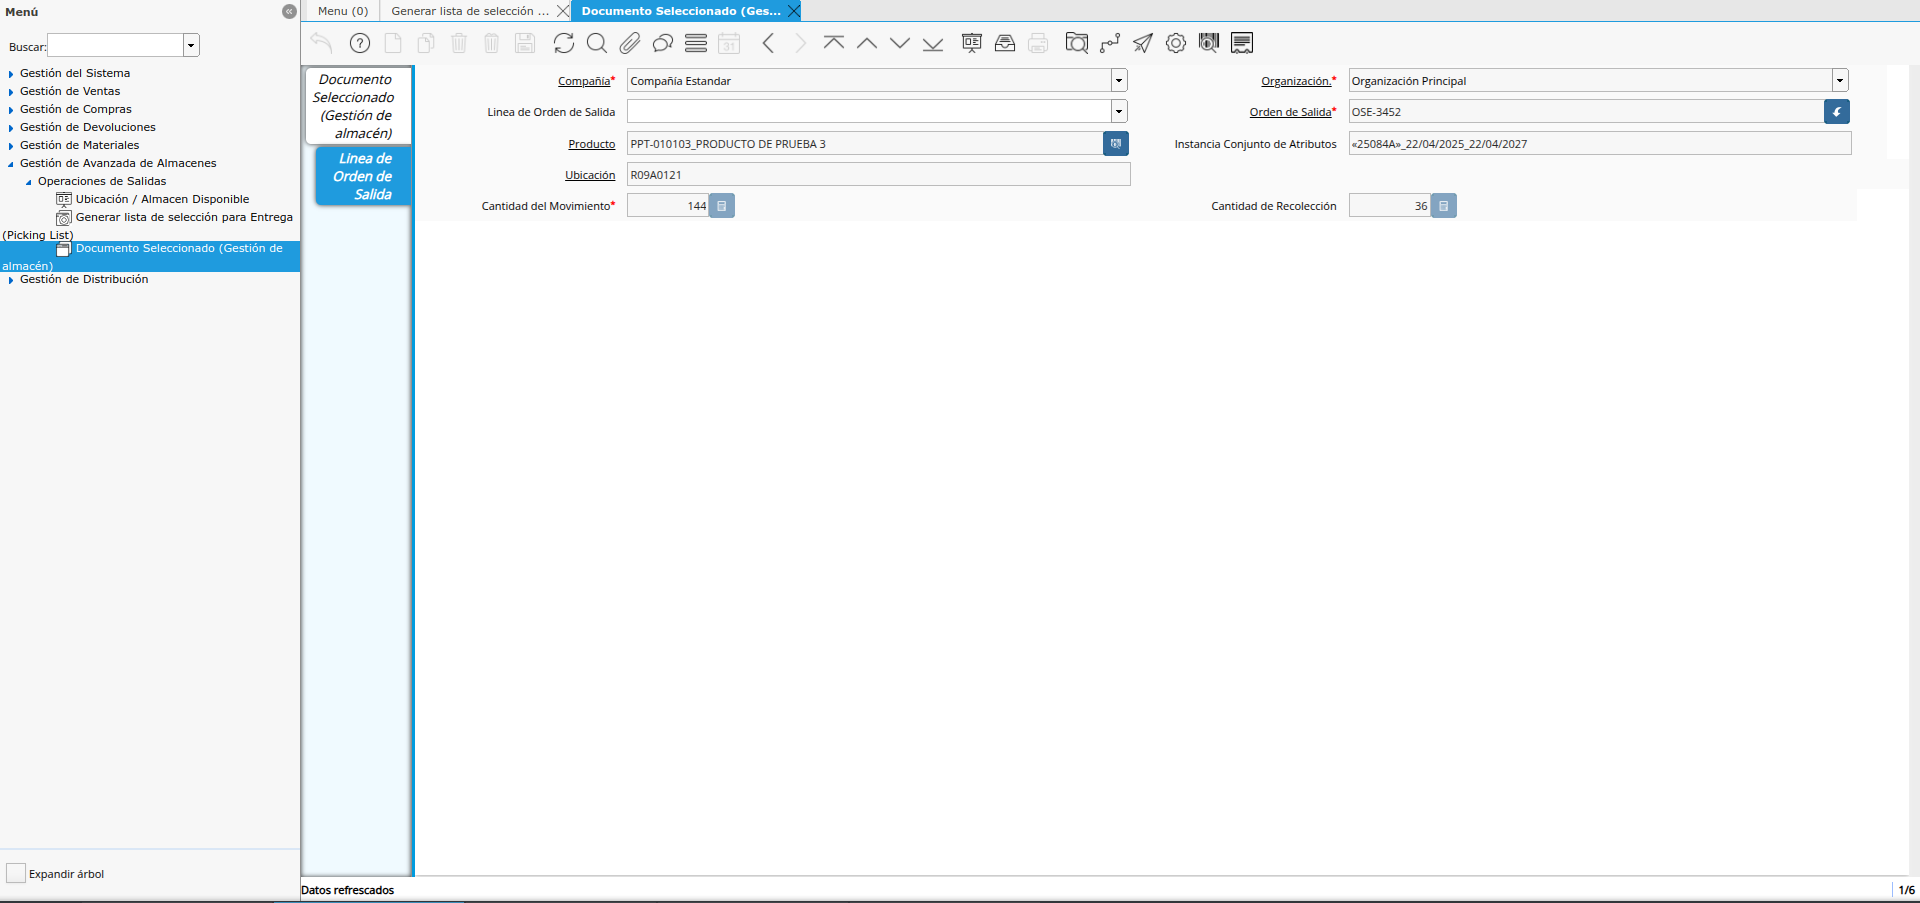 Menú
Buscar:
Gestión del Sistema
Gestión de Ventas
Gestión de Compras
Gestión de Devoluciones
Gestión de Materiales
Gestión de Avanzada de Almacenes
Operaciones de Salidas
Ubicación / Almacen Disponible
Generar lista de selección para Entrega
(Picking List)
Documento Seleccionado (Gestión de
almacén)
Gestión de Distribución
Expandir árbol
Menu (0)
Generar lista de selección ...
Documento Seleccionado (Ges...
31
Documento
Seleccionado
(Gestión de
almacén)
Linea de
Orden de
Salida
Compañía* Compañía Estandar
Organización.* Organización Principal
Linea de Orden de Salida
Orden de Salida* OSE-3452
Producto PPT-010103_PRODUCTO DE PRUEBA 3
Instancia Conjunto de Atributos «25084A»_22/04/2025_22/04/2027
Ubicación R09A0121
Cantidad del Movimiento* 144
Cantidad de Recolección 36
Datos refrescados
1/6